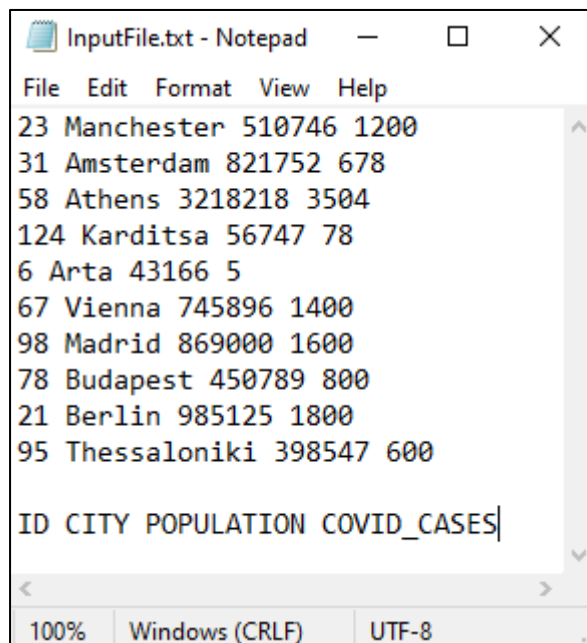 InputFile.txt - Notepad
File Edit Format View Help
23 Manchester 510746 1200
31 Amsterdam 821752 678
58 Athens 3218218 3504
124 Karditsa 56747 78
6 Arta 43166 5
67 Vienna 745896 1400
98 Madrid 869000 1600
78 Budapest 450789 800
21 Berlin 985125 1800
95 Thessaloniki 398547 600
ID CITY POPULATION COVID_CASES
100% Windows (CRLF) UTF-8